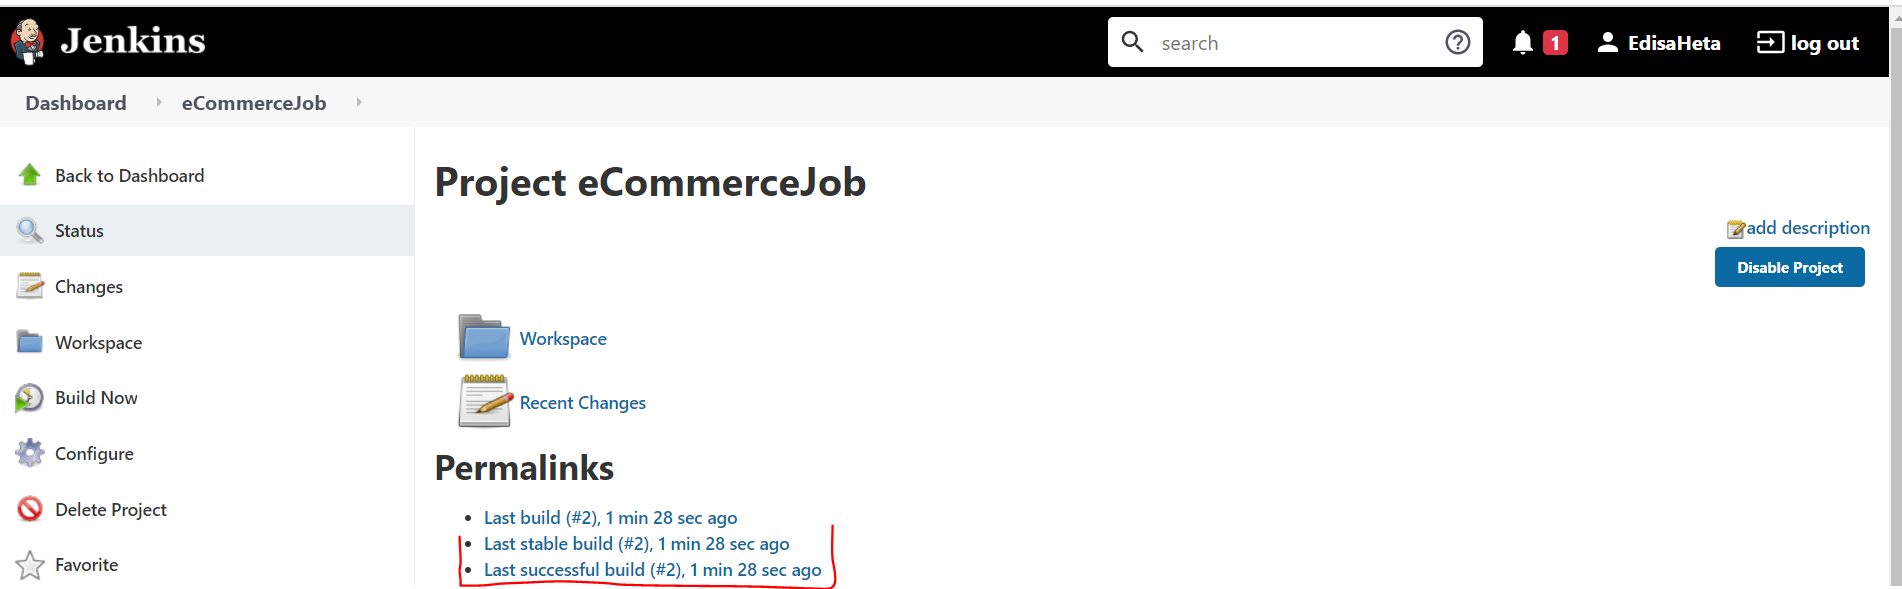 Jenkins
search
1
EdisaHeta
log out
Dashboard
eCommerceJob
Back to Dashboard
Status
Changes
Workspace
Build Now
Configure
Delete Project
Favorite
Project eCommerceJob
add description
Disable Project
Workspace
Recent Changes
Permalinks
Last build (#2), 1 min 28 sec ago
Last stable build (#2), 1 min 28 sec ago
Last successful build (#2), 1 min 28 sec ago